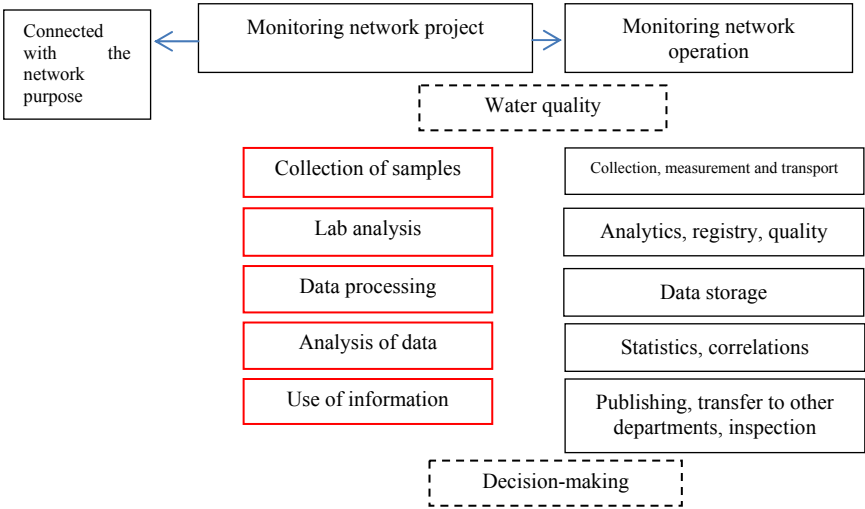 Connected
with the
network
purpose
Monitoring network project
Monitoring network
operation
Water quality
Collection of samples
Collection, measurement and transport
Lab analysis
Analytics, registry, quality
Data processing
Data storage
Analysis of data
Statistics, correlations
Use of information
Publishing, transfer to other
departments, inspection
Decision-making